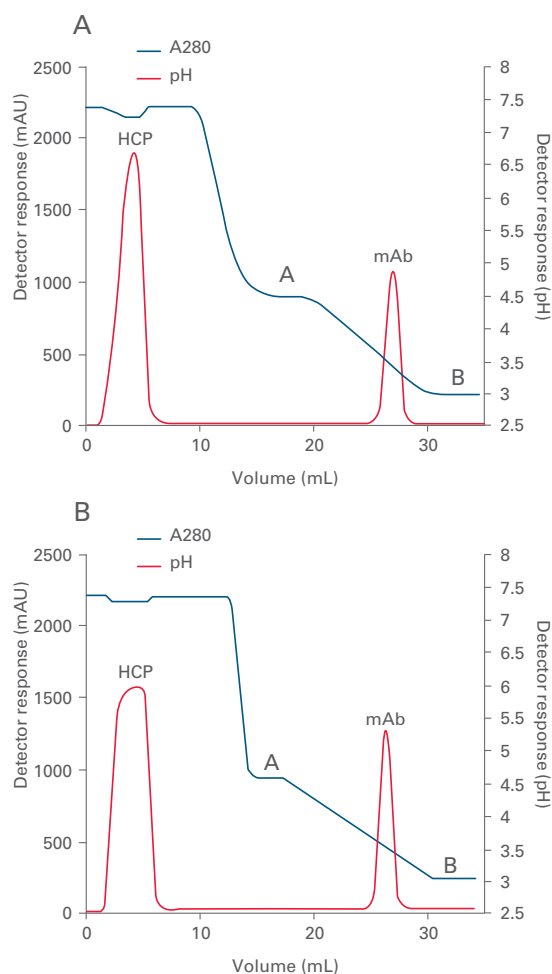 A
A280
pH
Detector response (mAU)
Detector response (pH)
2500
2000
1500
1000
500
0
8
7.5
7
6.5
6
5.5
5
4.5
4
3.5
3
2.5
HCP
A
mAb
B
0
10
20
30
Volume (mL)
B
A280
pH
Detector response (mAU)
Detector response (pH)
2500
2000
1500
1000
500
0
8
7.5
7
6.5
6
5.5
5
4.5
4
3.5
3
2.5
HCP
mAb
A
B
0
10
20
30
Volume (mL)